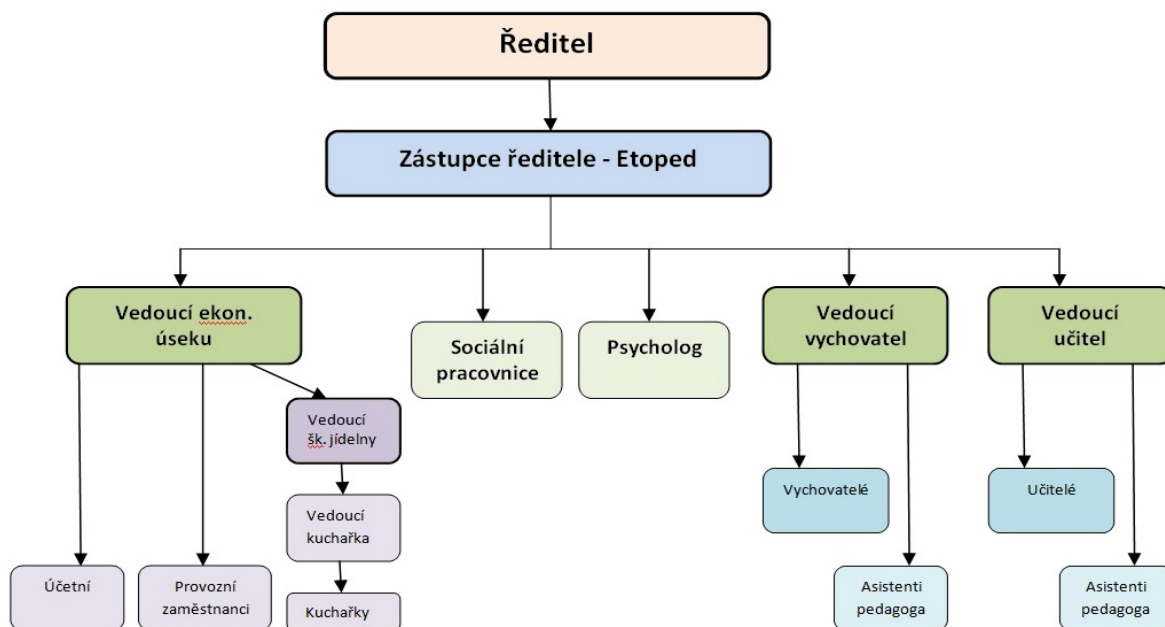 Ředitel
Zástupce ředitele - Etoped
Vedoucí ekon.
úseku
Sociální
pracovnice
Psycholog
Vedoucí
vychovatel
Vedoucí
učitel
Vedoucí
šk. jídelny
Vychovatelé
Učitelé
Vedoucí
kuchařka
Účetní
Provozní
zaměstnanci
Kuchařky
Asistenti
pedagoga
Asistenti
pedagoga